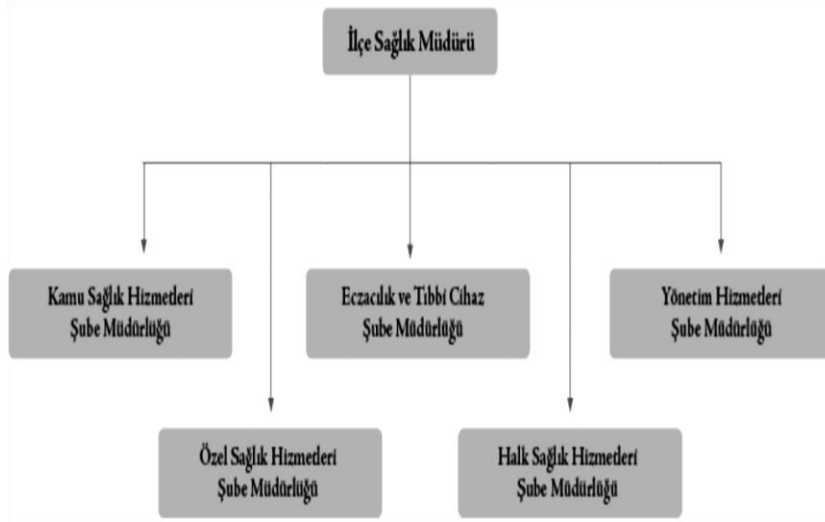 İlçe Sağlık Müdürü
Kamu Sağlık Hizmetleri
Şube Müdürlüğü
Eczacılık ve Tıbbi Cihaz
Şube Müdürlüğü
Yönetim Hizmetleri
Şube Müdürlüğü
Özel Sağlık Hizmetleri
Şube Müdürlüğü
Halk Sağlık Hizmetleri
Şube Müdürlüğü